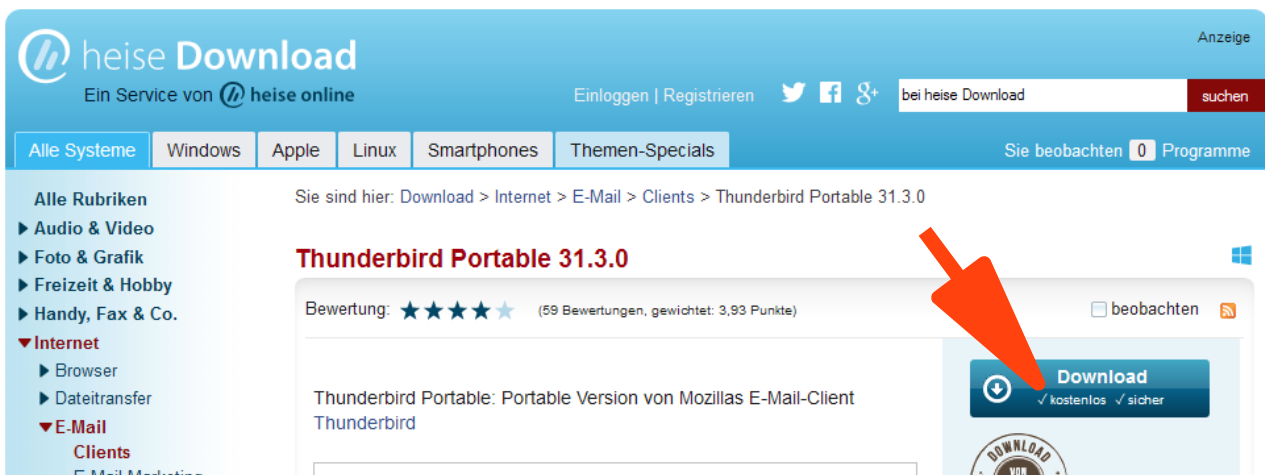 heise Download
Anzeige
Ein Service von heise online
Einloggen | Registrieren
bei heise Download
suchen
Alle Systeme Windows Apple Linux Smartphones Themen-Specials
Sie beobachten 0 Programme
Alle Rubriken
Audio & Video
Foto & Grafik
Freizeit & Hobby
Handy, Fax & Co.
Internet
Browser
Dateitransfer
E-Mail
Clients
E-Mail Marketing
Sie sind hier: Download > Internet > E-Mail > Clients > Thunderbird Portable 31.3.0
Thunderbird Portable 31.3.0
Bewertung: (59 Bewertungen, gewichtet: 3,93 Punkte)
beobachten
Thunderbird Portable: Portable Version von Mozillas E-Mail-Client
Thunderbird
Download
✓ kostenlos ✓ sicher
DOWNLOAD
VON